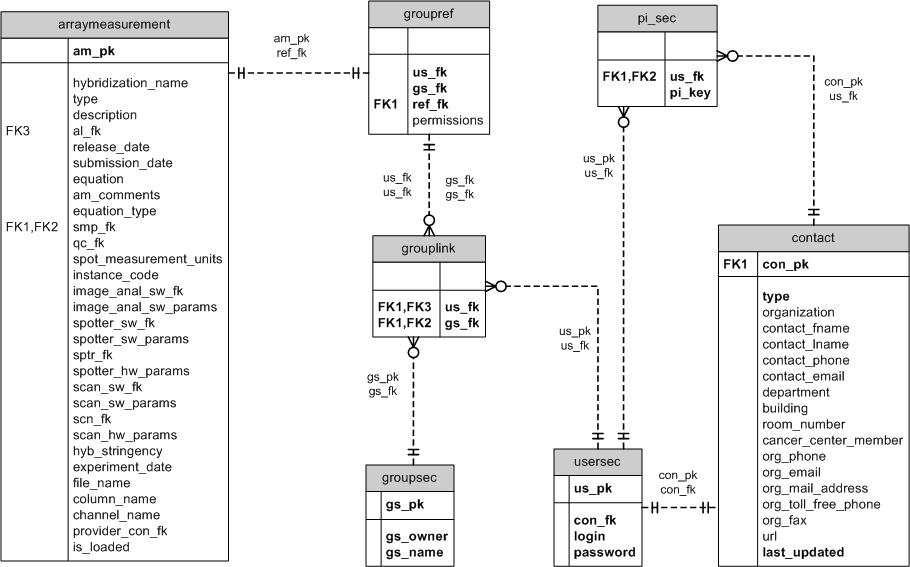 arraymeasurement
am_pk
hybridization_name
type
description
FK3 al_fk
release_date
submission_date
equation
am_comments
equation_type
FK1,FK2 smp_fk
qc_fk
spot_measurement_units
instance_code
image_anal_sw_fk
image_anal_sw_params
spotter_sw_fk
spotter_sw_params
sptr_fk
spotter_hw_params
scan_sw_fk
scan_sw_params
scn_fk
scan_hw_params
hyb_stringency
experiment_date
file_name
column_name
channel_name
provider_con_fk
is_loaded
am_pk
ref_fk
groupref
us_fk
gs_fk
FK1 ref_fk
permissions
us_fk
us_fk
gs_fk
gs_fk
grouplink
FK1,FK3 us_fk
FK1,FK2 gs_fk
gs_pk
gs_fk
groupsec
gs_pk
gs_owner
gs_name
pi_sec
FK1,FK2 us_fk
pi_key
us_pk
us_fk
con_pk
us_fk
us_pk
us_fk
usersec
us_pk
con_fk
login
password
con_pk
con_fk
contact
FK1 con_pk
type
organization
contact_fname
contact_lname
contact_phone
contact_email
department
building
room_number
cancer_center_member
org_phone
org_email
org_mail_address
org_toll_free_phone
org_fax
url
last_updated